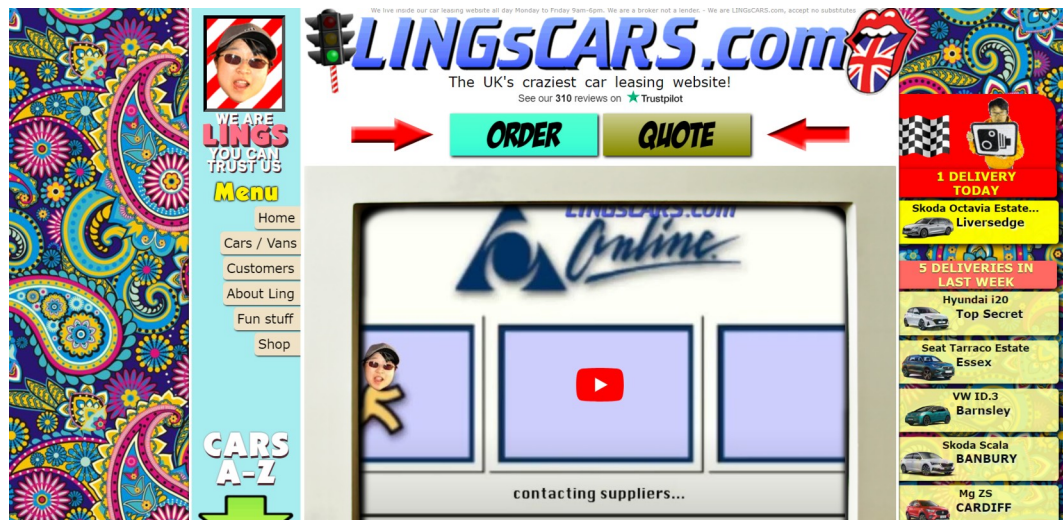 We live inside our car leasing website all day Monday to Friday 9am-6pm. We are a broker not a lender. - We are LINGsCARS.com, accept no substitutes
LINGsCARS.com
The UK's craziest car leasing website!
See our 310 reviews on Trustpilot
ORDER
QUOTE
WE ARE
LINGS
YOU CAN
TRUST US
Menu
Home
Cars / Vans
Customers
About Ling
Fun stuff
Shop
CARS
A-Z
LINGsCARS.com
Online.
contacting suppliers...
1 DELIVERY
TODAY
Skoda Octavia Estate...
Liversedge
5 DELIVERIES IN
LAST WEEK
Hyundai i20
Top Secret
Seat Tarraco Estate
Essex
VW ID.3
Barnsley
Skoda Scala
BANBURY
Mg ZS
CARDIFF